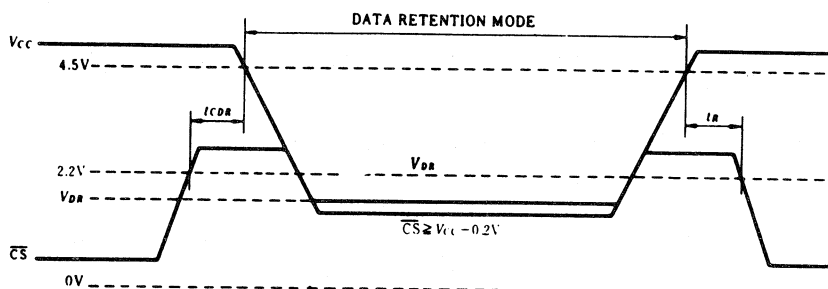 DATA RETENTION MODE
VCC
4.5V
tCDR
tR
2.2V
VDR
VDR
CS ≧ VCC − 0.2V
CS
0V